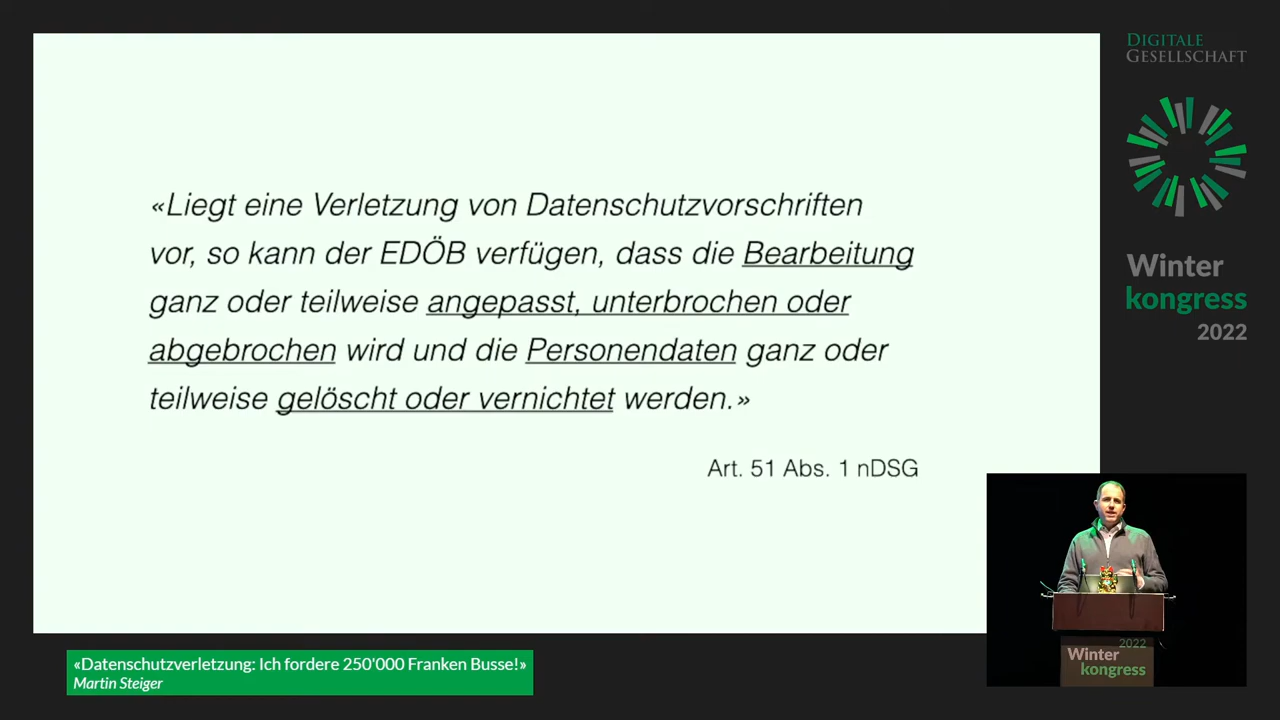 «Liegt eine Verletzung von Datenschutzvorschriften
vor, so kann der EDÖB verfügen, dass die Bearbeitung
ganz oder teilweise angepasst, unterbrochen oder
abgebrochen wird und die Personendaten ganz oder
teilweise gelöscht oder vernichtet werden.»
Art. 51 Abs. 1 nDSG
DIGITALE
GESELLSCHAFT
Winter
kongress
2022
2022
Winter
kongress
«Datenschutzverletzung: Ich fordere 250'000 Franken Busse!»
Martin Steiger